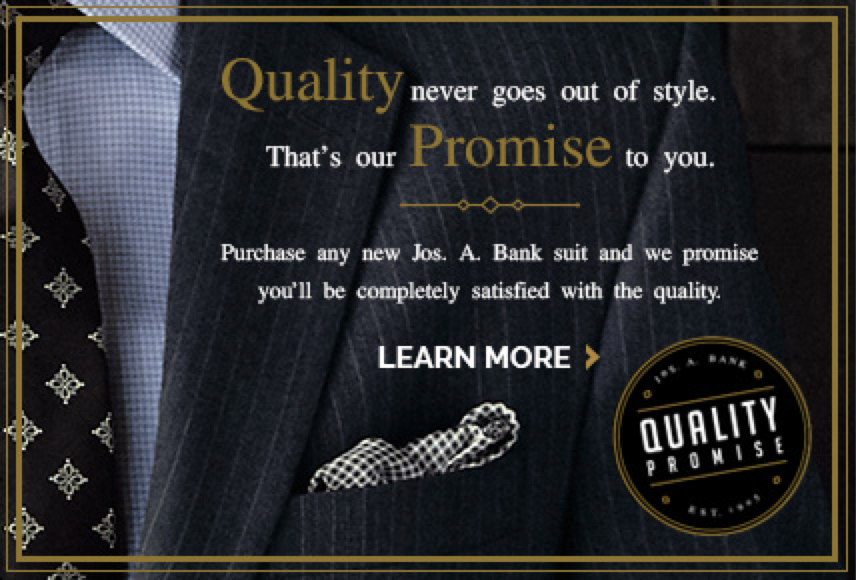 Quality never goes out of style.
That's our Promise to you.
Purchase any new Jos. A. Bank suit and we promise
you'll be completely satisfied with the quality.
LEARN MORE
JOS. A. BANK
QUALITY
PROMISE
EST. 1905